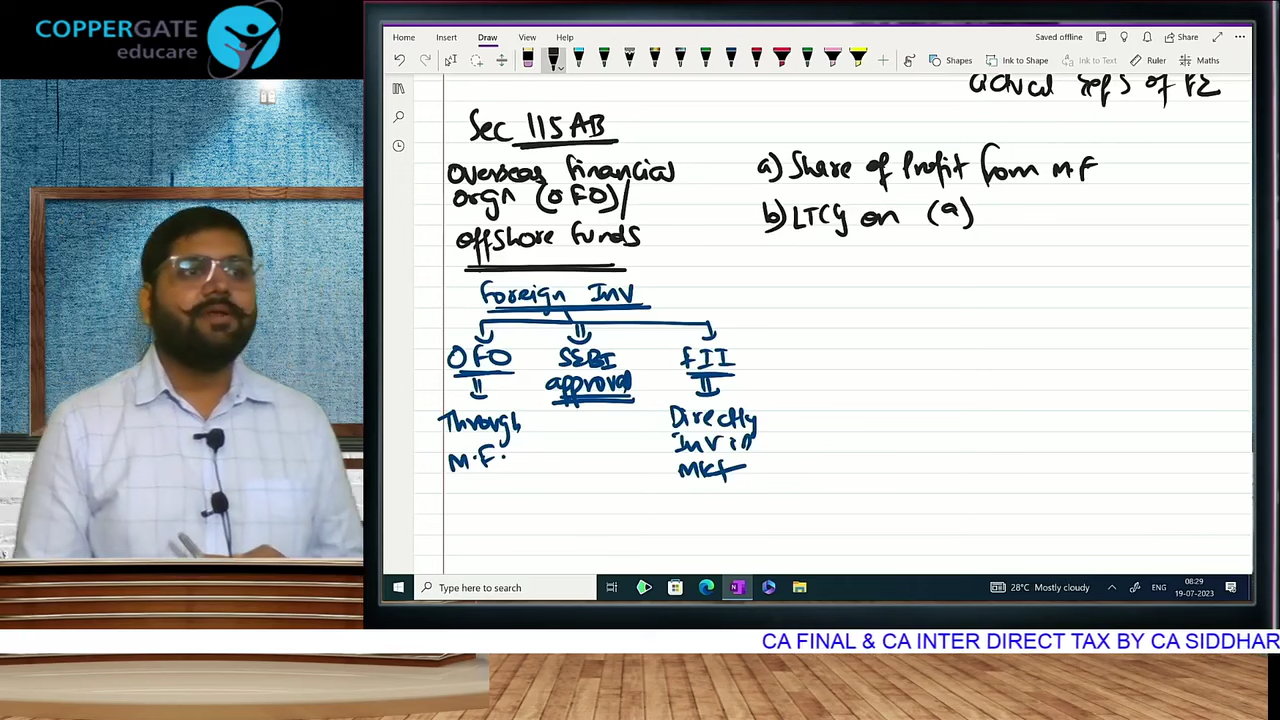 COPPERGATE
educare
Home Insert Draw View Help
Saved offline
Share
Shapes
Ink to Shape
Ink to Text
Ruler
Maths
actual of
Sec 115AB
overseas financial
orgn (OFO)/
offshore funds
a) Share of Profit from MF
b) LTCG on (a)
Foreign Inv
OFO
SEBI
approval
FII
Through
M.F.
Directly
Inv in
Mkt
Type here to search
28°C Mostly cloudy
ENG
08:29
19-07-2023
CA FINAL & CA INTER DIRECT TAX BY CA SIDDHAR